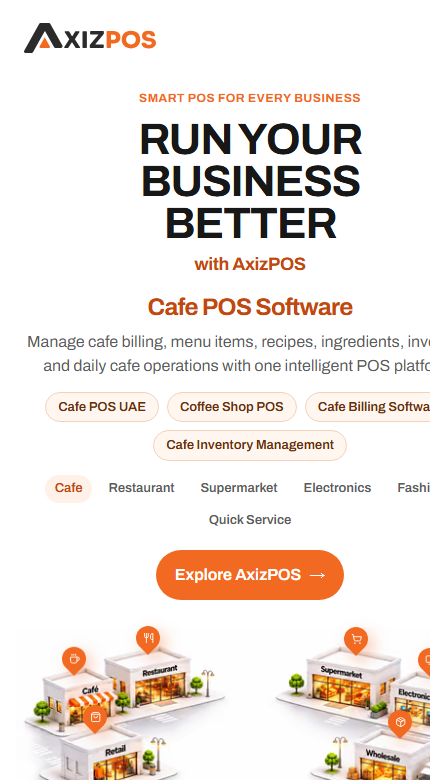 AXIZPOS
SMART POS FOR EVERY BUSINESS
RUN YOUR
BUSINESS
BETTER
with AxizPOS
Cafe POS Software
Manage cafe billing, menu items, recipes, ingredients,
and daily cafe operations with one intelligent POS
Cafe POS UAE
Coffee Shop POS
Cafe Billing
Cafe Inventory Management
Cafe
Restaurant
Supermarket
Electronics
Quick Service
Explore AxizPOS →
Restaurant
Supermarket
Café
Retail
Wholesale